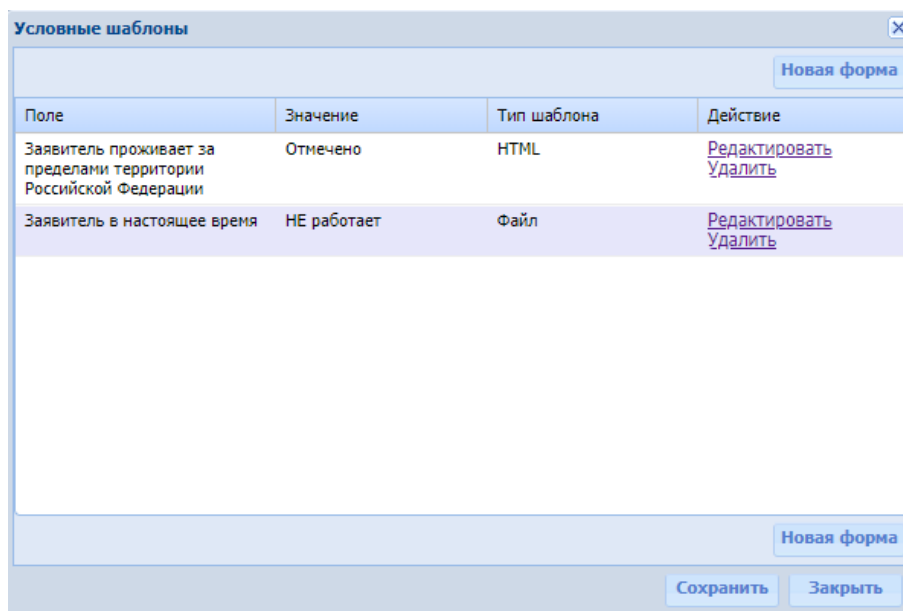 Условные шаблоны
Новая форма
Поле Значение Тип шаблона Действие
Заявитель проживает за Отмечено HTML Редактировать
пределами территории Удалить
Российской Федерации
Заявитель в настоящее время НЕ работает Файл Редактировать
Удалить
Новая форма
Сохранить Закрыть